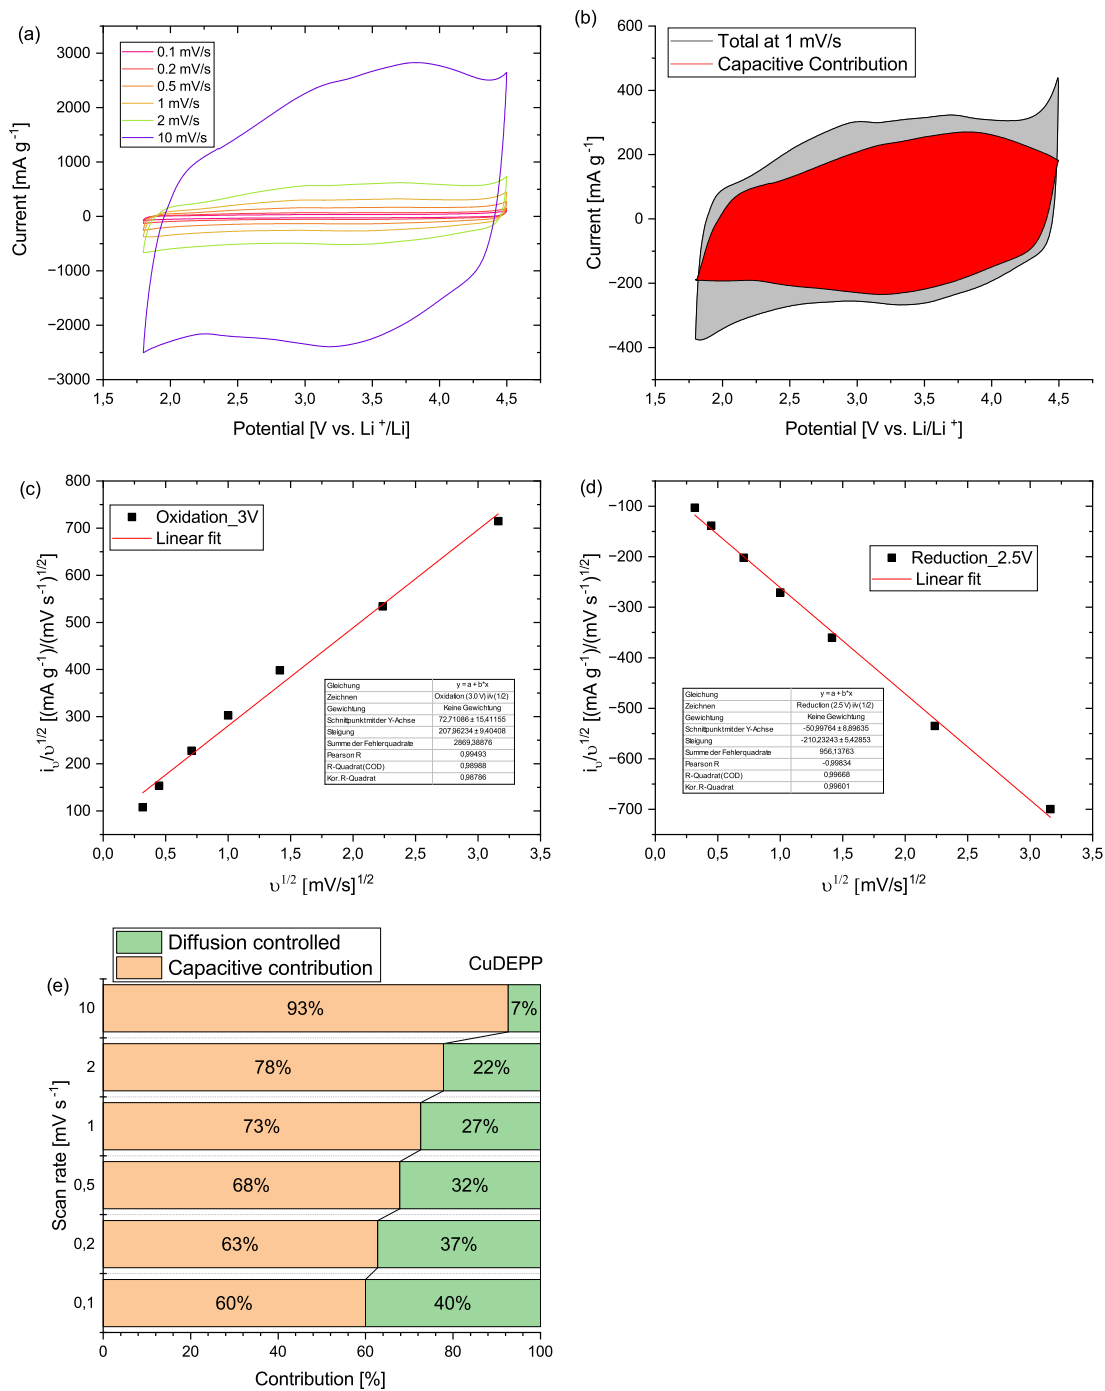 (a)
0.1 mV/s
0.2 mV/s
0.5 mV/s
1 mV/s
2 mV/s
10 mV/s
3000
2000
1000
0
−1000
−2000
−3000
Current [mA g⁻¹]
1,5 2,0 2,5 3,0 3,5 4,0 4,5
Potential [V vs. Li⁺/Li]
(b)
Total at 1 mV/s
Capacitive Contribution
600
400
200
0
−200
−400
Current [mA g⁻¹]
1,5 2,0 2,5 3,0 3,5 4,0 4,5
Potential [V vs. Li/Li⁺]
(c)
Oxidation_3V
Linear fit
800
700
600
500
400
300
200
100
i_υ/υ^1/2 [(mA g⁻¹)/(mV s⁻¹)^1/2]
Gleichung y = a + b*x
Zeichnen Oxidation (3.0 V) i/v(1/2)
Gewichtung Keine Gewichtung
Schnittpunkt mit der Y-Achse 72,71086 ± 15,41155
Steigung 207,96234 ± 9,40408
Summe der Fehlerquadrate 2869,38876
Pearson R 0,99493
R-Quadrat (COD) 0,98988
Kor. R-Quadrat 0,98786
0,0 0,5 1,0 1,5 2,0 2,5 3,0 3,5
υ^1/2 [mV/s]^1/2
(d)
Reduction_2.5V
Linear fit
−100
−200
−300
−400
−500
−600
−700
i_υ/υ^1/2 [(mA g⁻¹)/(mV s⁻¹)^1/2]
Gleichung y = a + b*x
Zeichnen Reduction (2.5 V) i/v(1/2)
Gewichtung Keine Gewichtung
Schnittpunkt mit der Y-Achse -50,99764 ± 8,89635
Steigung -210,23243 ± 5,42853
Summe der Fehlerquadrate 956,13763
Pearson R -0,99834
R-Quadrat (COD) 0,99668
Kor. R-Quadrat 0,99601
0,0 0,5 1,0 1,5 2,0 2,5 3,0 3,5
υ^1/2 [mV/s]^1/2
Diffusion controlled
Capacitive contribution
CuDEPP
(e)
10 93% 7%
2 78% 22%
1 73% 27%
0,5 68% 32%
0,2 63% 37%
0,1 60% 40%
Scan rate [mV s⁻¹]
0 20 40 60 80 100
Contribution [%]